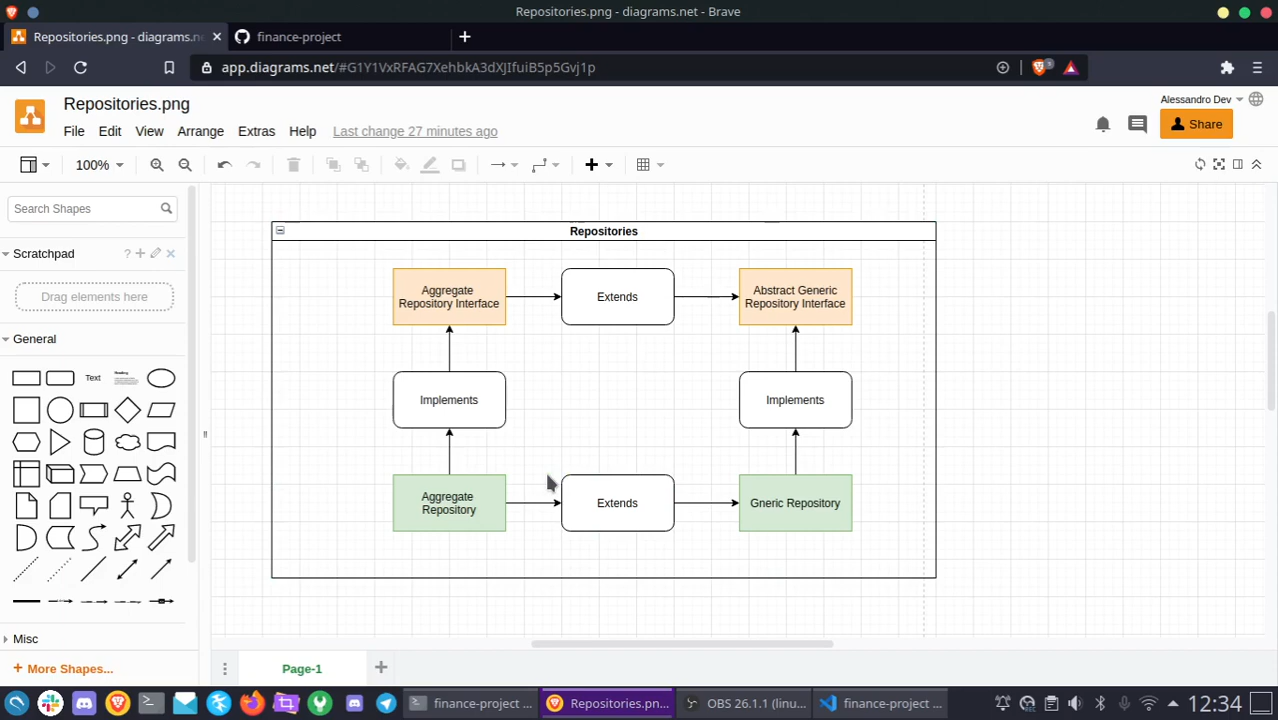 Repositories.png - diagrams.net - Brave
Repositories.png - diagrams.ne
finance-project
app.diagrams.net/#G1Y1VxRFAG7XehbkA3dXJIfuiB5p5Gvj1p
3
Repositories.png
Alessandro Dev
File Edit View Arrange Extras Help Last change 27 minutes ago
Share
100%
Search Shapes
Scratchpad
?
Drag elements here
General
Text
Heading
Misc
+ More Shapes...
Repositories
Aggregate
Repository Interface
Extends
Abstract Generic
Repository Interface
Implements
Implements
Aggregate
Repository
Extends
Gneric Repository
Page-1
finance-project ...
Repositories.pn...
OBS 26.1.1 (linu...
finance-project ...
12:34